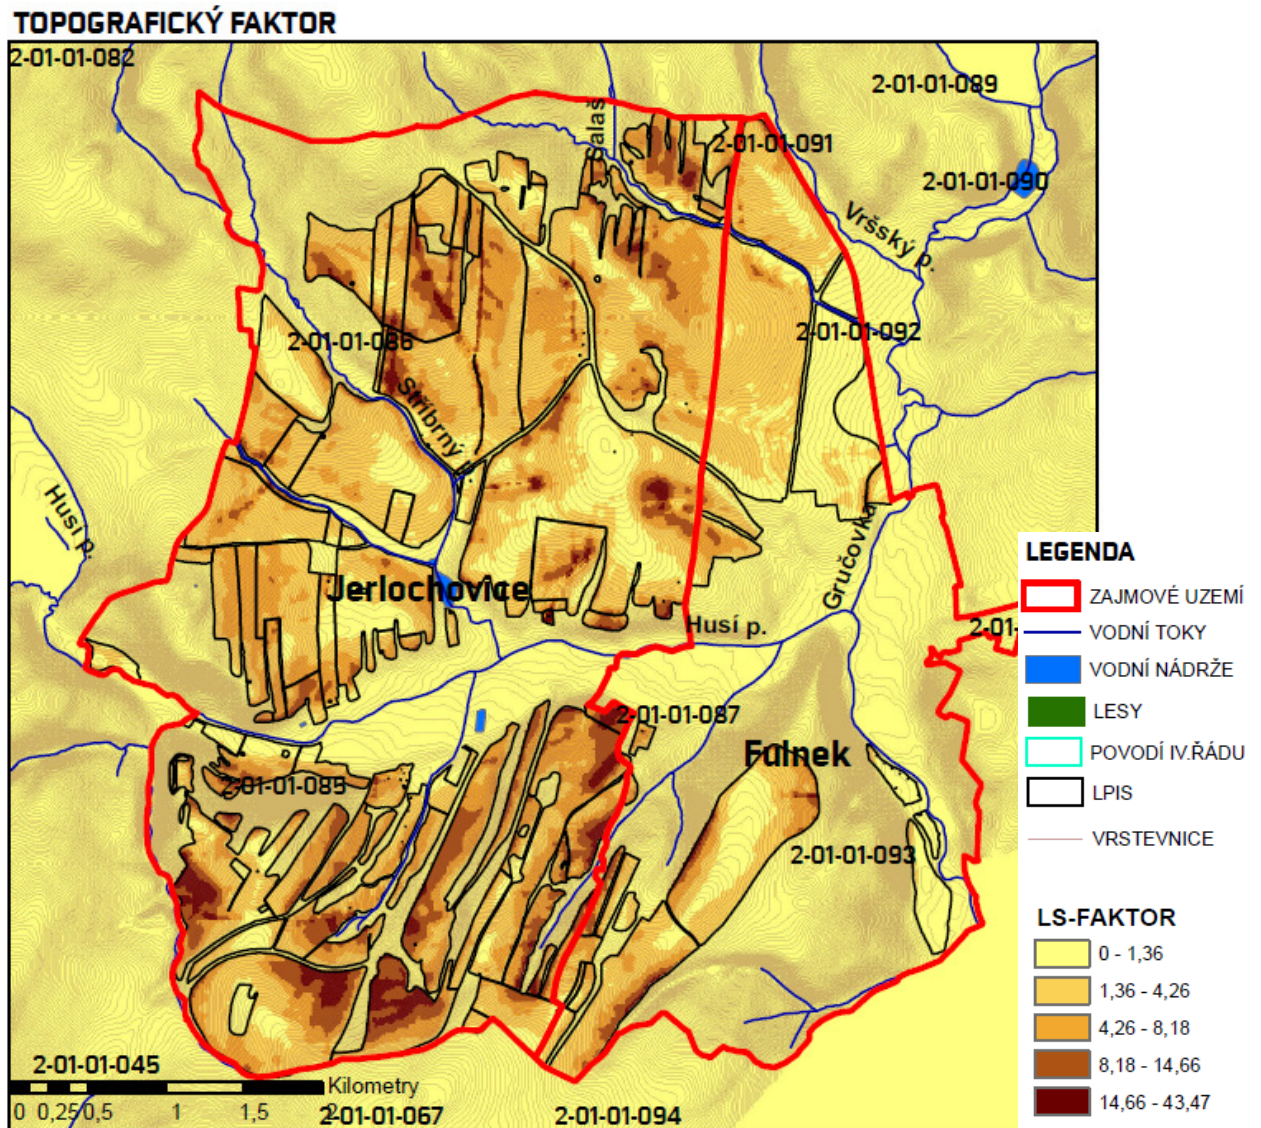 TOPOGRAFICKÝ FAKTOR
2-01-01-082
2-01-01-089
Salaš
2-01-01-091
2-01-01-090
Vršský p.
2-01-01-092
2-01-01-086
Stříbrný p.
Husí p.
Gručovka
Jerlochovice
Husí p.
2-01-
2-01-01-087
Fulnek
2-01-01-085
2-01-01-093
2-01-01-045
Kilometry
0 0,25 0,5 1 1,5 2
2-01-01-067
2-01-01-094
LEGENDA
ZAJMOVÉ UZEMÍ
VODNÍ TOKY
VODNÍ NÁDRŽE
LESY
POVODÍ IV.ŘÁDU
LPIS
VRSTEVNICE
LS-FAKTOR
0 - 1,36
1,36 - 4,26
4,26 - 8,18
8,18 - 14,66
14,66 - 43,47